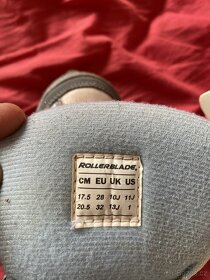 ROLLERBLADE.
CM EU UK US
17.5 28 10J 11J
20.5 32 13J 1